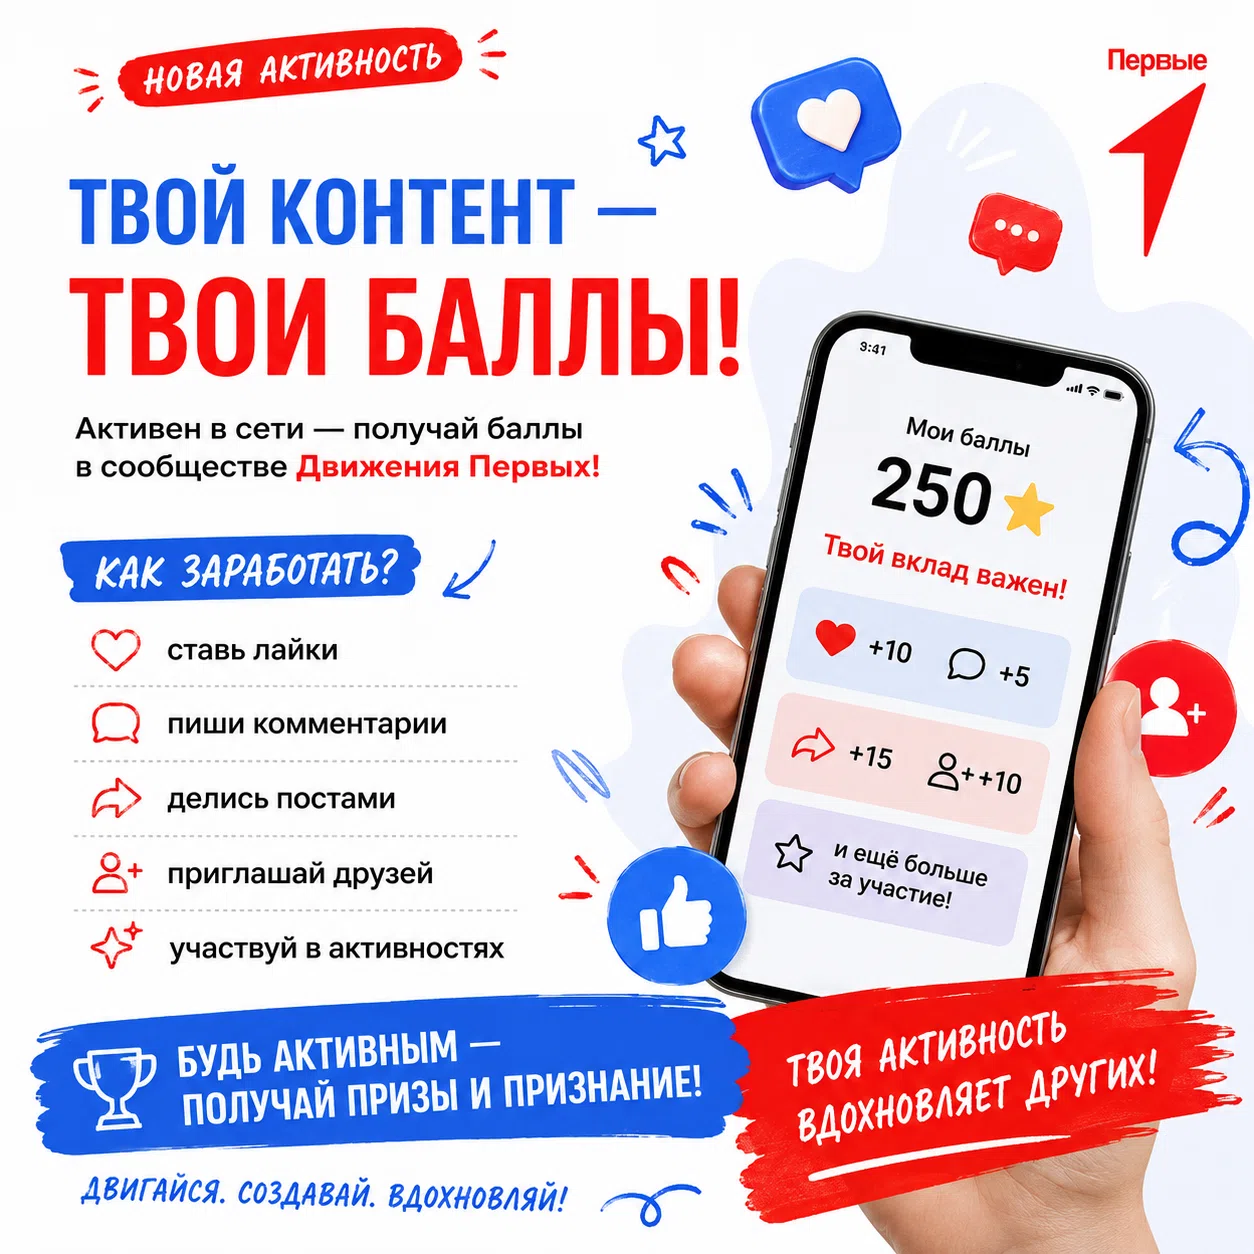 НОВАЯ АКТИВНОСТЬ
Первые
ТВОЙ КОНТЕНТ —
ТВОИ БАЛЛЫ!
Активен в сети — получай баллы
в сообществе Движения Первых!
КАК ЗАРАБОТАТЬ?
ставь лайки
пиши комментарии
делись постами
приглашай друзей
участвуй в активностях
9:41
Мои баллы
250
Твой вклад важен!
+10 +5
+15 +10
и ещё больше
за участие!
БУДЬ АКТИВНЫМ —
ПОЛУЧАЙ ПРИЗЫ И ПРИЗНАНИЕ!
ТВОЯ АКТИВНОСТЬ
ВДОХНОВЛЯЕТ ДРУГИХ!
ДВИГАЙСЯ. СОЗДАВАЙ. ВДОХНОВЛЯЙ!